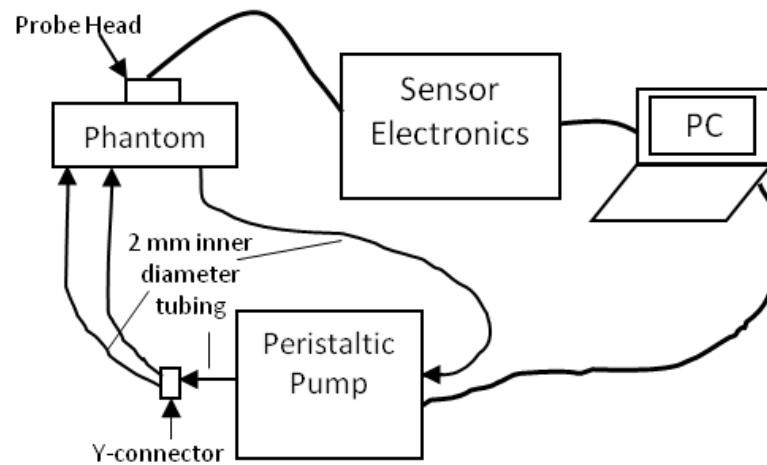 Probe Head
Phantom
Sensor
Electronics
PC
2 mm inner
diameter
tubing
Peristaltic
Pump
Y-connector